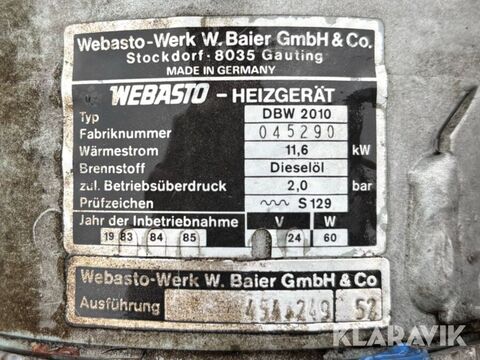 Webasto-Werk W. Baier GmbH & Co.
Stockdorf · 8035 Gauting
MADE IN GERMANY
WEBASTO - HEIZGERÄT
Typ DBW 2010
Fabriknummer 045290
Wärmestrom 11,6 kW
Brennstoff Dieselöl
zul. Betriebsüberdruck 2,0 bar
Prüfzeichen S 129
Jahr der Inbetriebnahme V W
1983 84 85 24 60
Webasto-Werk W. Baier GmbH & Co
Ausführung 52
KLARAVIK